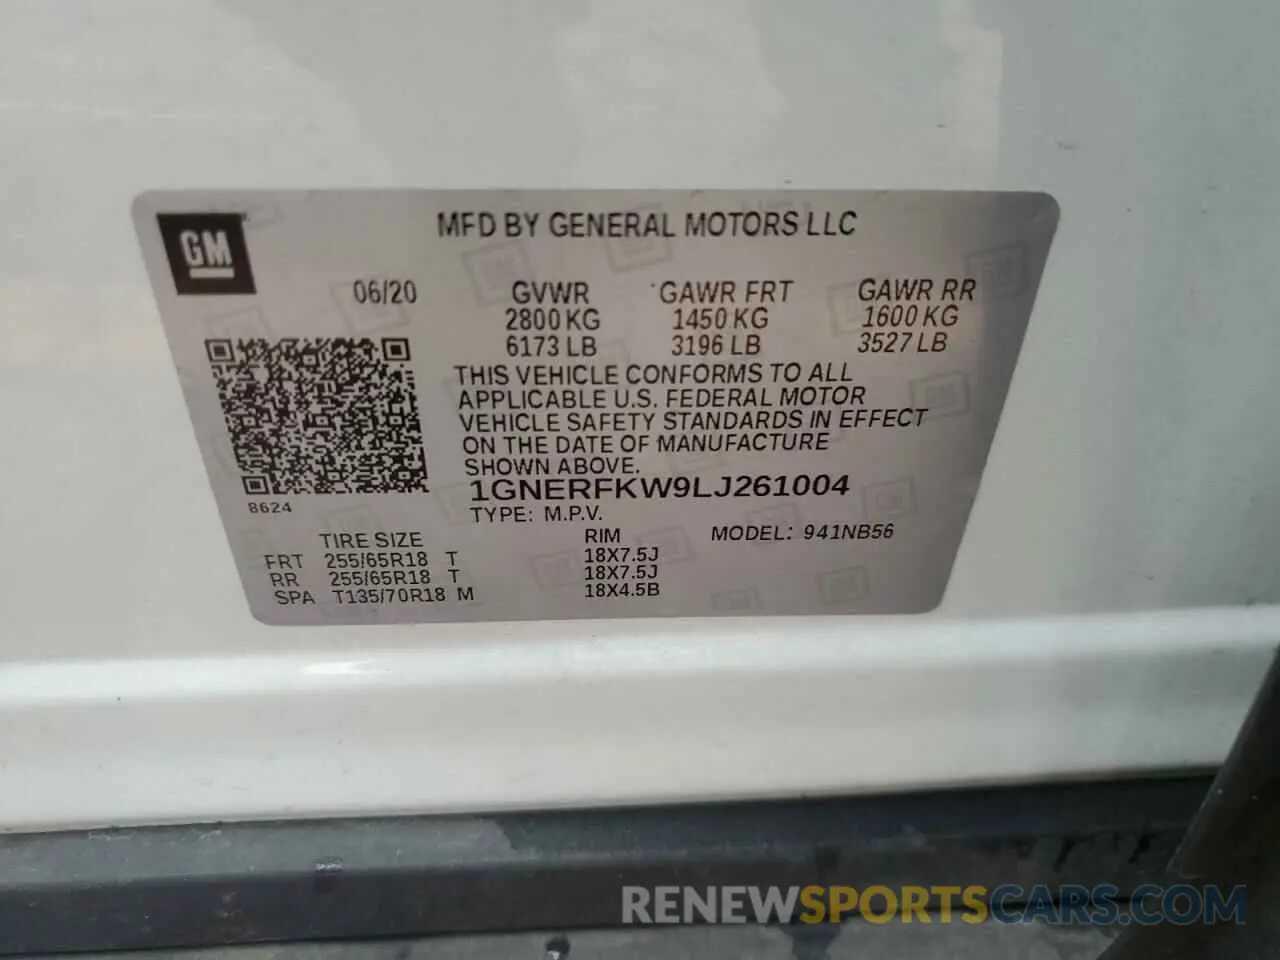 GM
MFD BY GENERAL MOTORS LLC
06/20 GVWR GAWR FRT GAWR RR
2800 KG 1450 KG 1600 KG
6173 LB 3196 LB 3527 LB
THIS VEHICLE CONFORMS TO ALL
APPLICABLE U.S. FEDERAL MOTOR
VEHICLE SAFETY STANDARDS IN EFFECT
ON THE DATE OF MANUFACTURE
SHOWN ABOVE.
1GNERFKW9LJ261004
8624
TYPE: M.P.V.
TIRE SIZE RIM MODEL: 941NB56
FRT 255/65R18 T 18X7.5J
RR 255/65R18 T 18X7.5J
SPA T135/70R18 M 18X4.5B
RENEWSPORTSCARS.COM